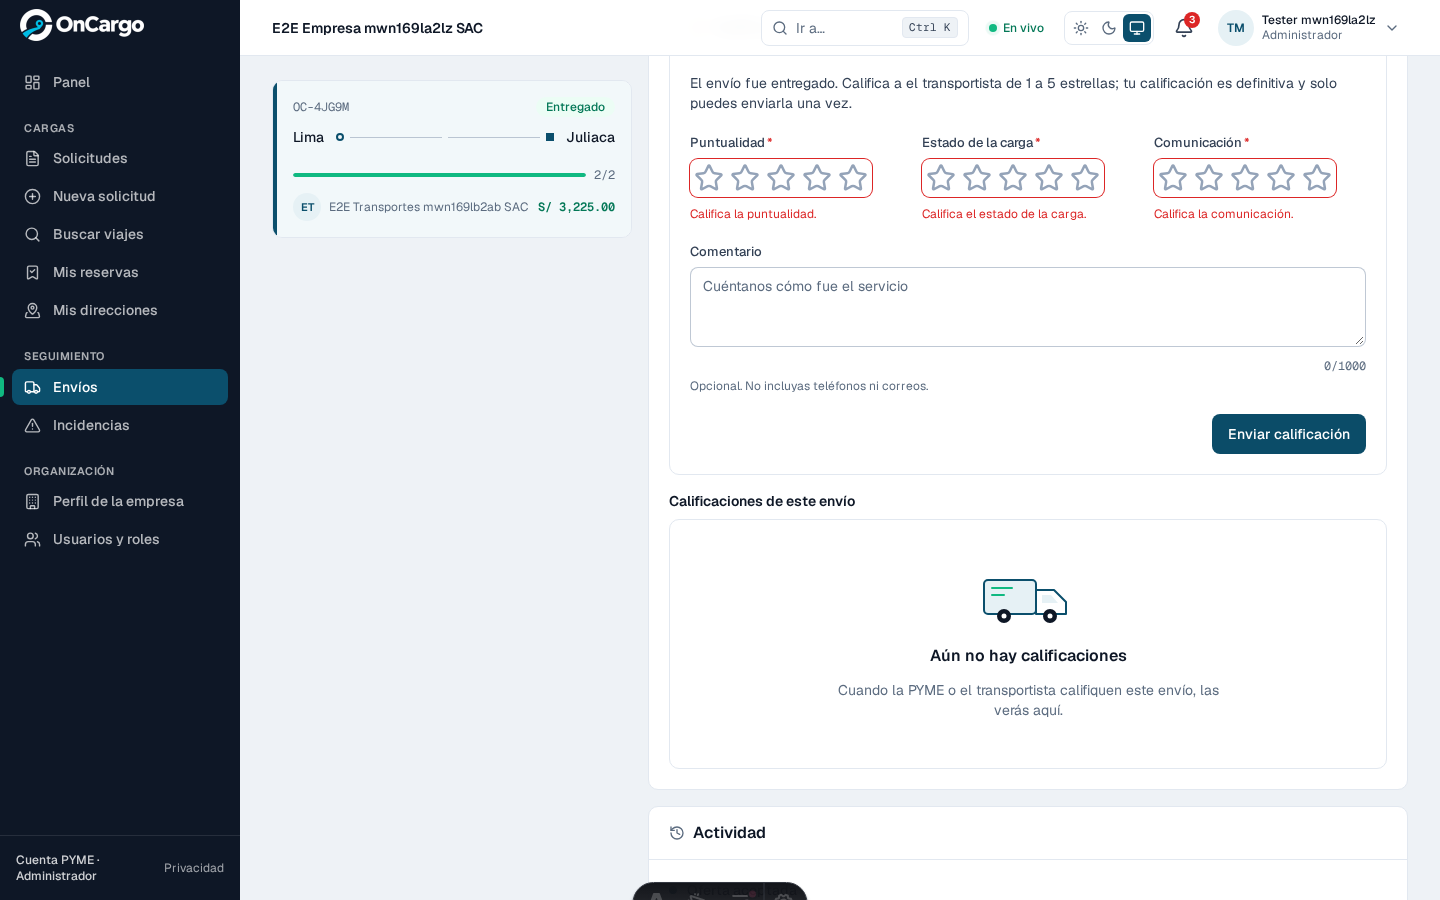 OnCargo
E2E Empresa mwn169la2lz SAC
Ir a...
Ctrl K
En vivo
3
TM
Tester mwn169la2lz
Administrador
Panel
CARGAS
Solicitudes
Nueva solicitud
Buscar viajes
Mis reservas
Mis direcciones
SEGUIMIENTO
Envíos
Incidencias
ORGANIZACIÓN
Perfil de la empresa
Usuarios y roles
Cuenta PYME ·
Administrador
Privacidad
OC-4JG9M
Entregado
Lima
Juliaca
2/2
ET
E2E Transportes mwn169lb2ab SAC
S/ 3,225.00
El envío fue entregado. Califica a el transportista de 1 a 5 estrellas; tu calificación es definitiva y solo
puedes enviarla una vez.
Puntualidad *
Estado de la carga *
Comunicación *
Califica la puntualidad.
Califica el estado de la carga.
Califica la comunicación.
Comentario
Cuéntanos cómo fue el servicio
0/1000
Opcional. No incluyas teléfonos ni correos.
Enviar calificación
Calificaciones de este envío
Aún no hay calificaciones
Cuando la PYME o el transportista califiquen este envío, las
verás aquí.
Actividad